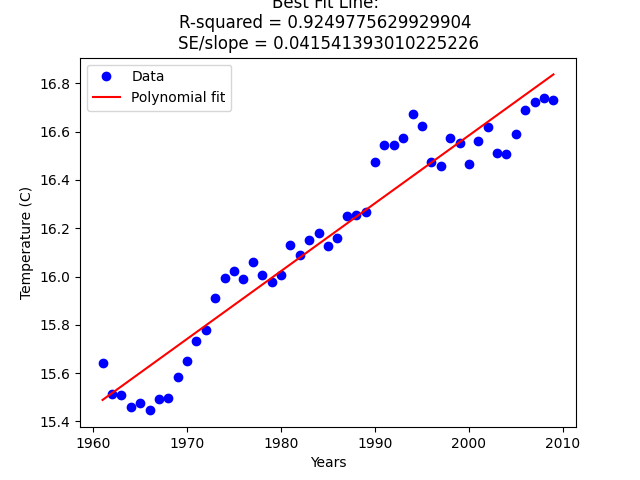 Best Fit Line:
R-squared = 0.9249775629929904
SE/slope = 0.041541393010225226
Data
Polynomial fit
16.8
16.6
16.4
16.2
16.0
15.8
15.6
15.4
Temperature (C)
1960 1970 1980 1990 2000 2010
Years